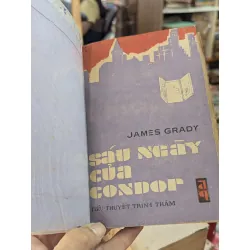 JAMES GRADY
SÁU NGÀY
CỦA
CONDOR
TIỂU THUYẾT TRINH THÁM